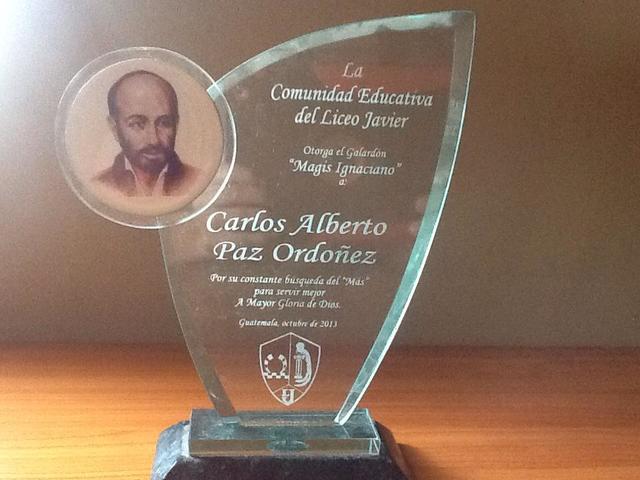 La
Comunidad Educativa
del Liceo Javier
Otorga el Galardón
"Magis Ignaciano"
a:
Carlos Alberto
Paz Ordoñez
Por su constante búsqueda del "Más"
para servir mejor
A Mayor Gloria de Dios.
Guatemala, octubre de 2013